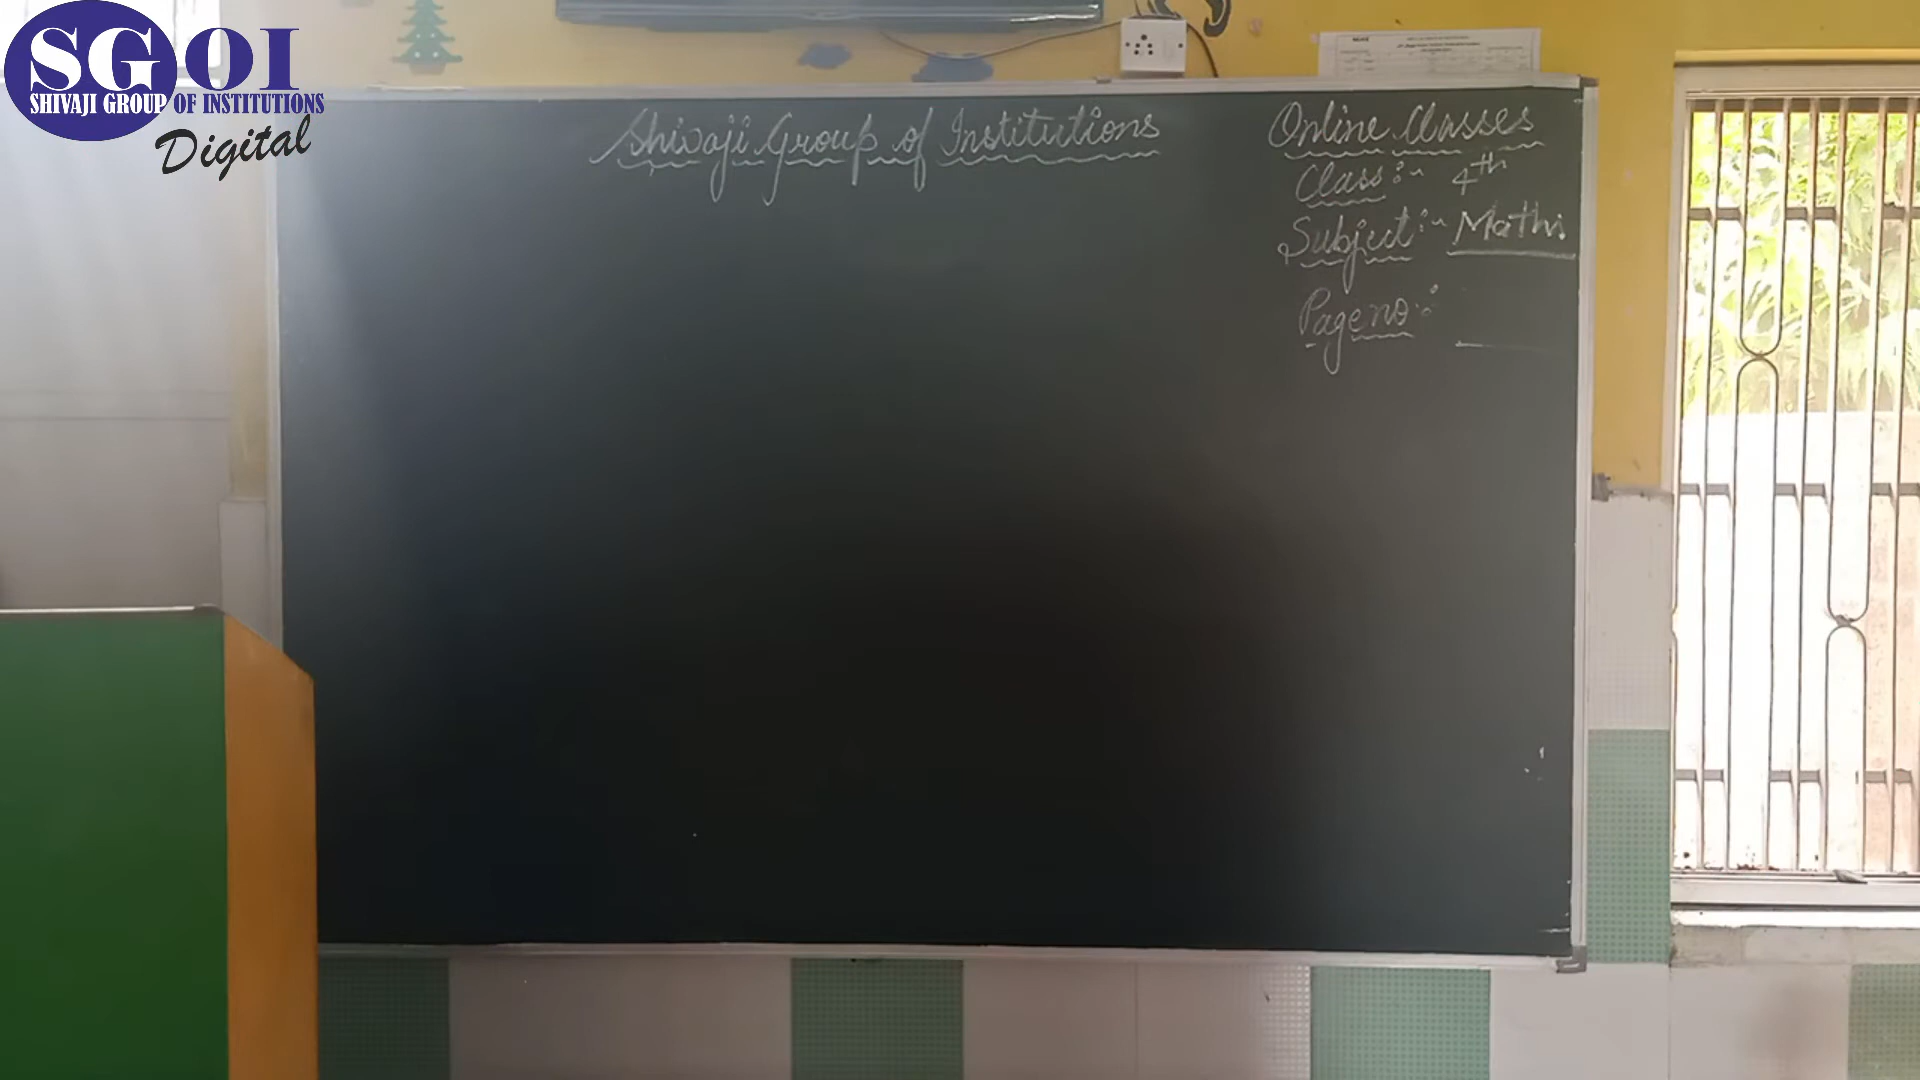 SGOI
SHIVAJI GROUP OF INSTITUTIONS
Digital
Shivaji Group of Institutions
Online Classes
Class :- 4th
Subject :- Maths
Page no :-